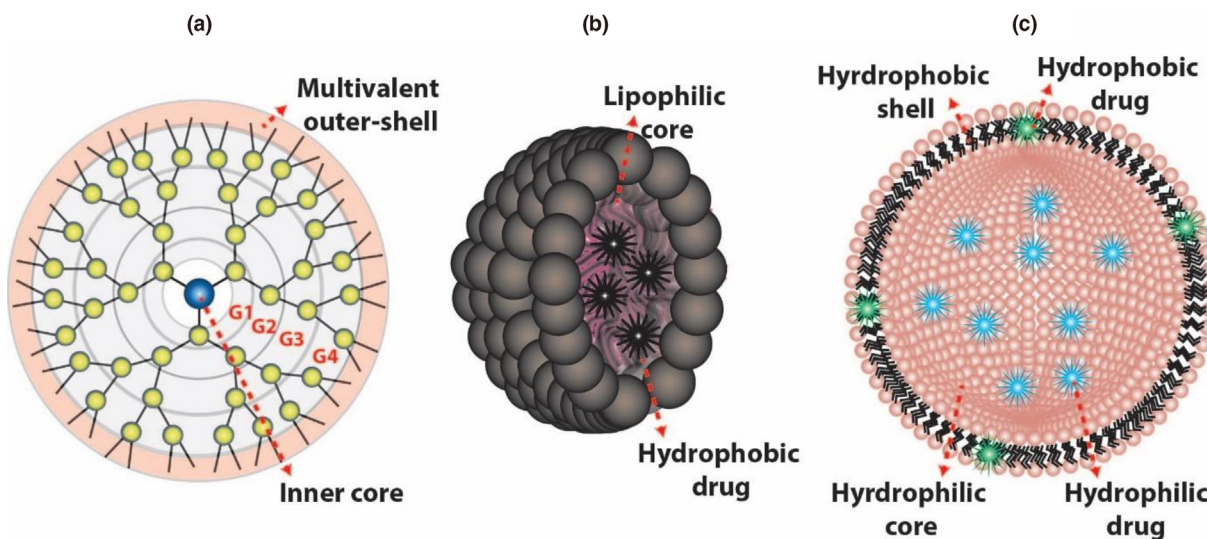 (a)
Multivalent
outer-shell
G1
G2
G3
G4
Inner core
(b)
Lipophilic
core
Hydrophobic
drug
(c)
Hyrdrophobic
shell
Hydrophobic
drug
Hyrdrophilic
core
Hydrophilic
drug